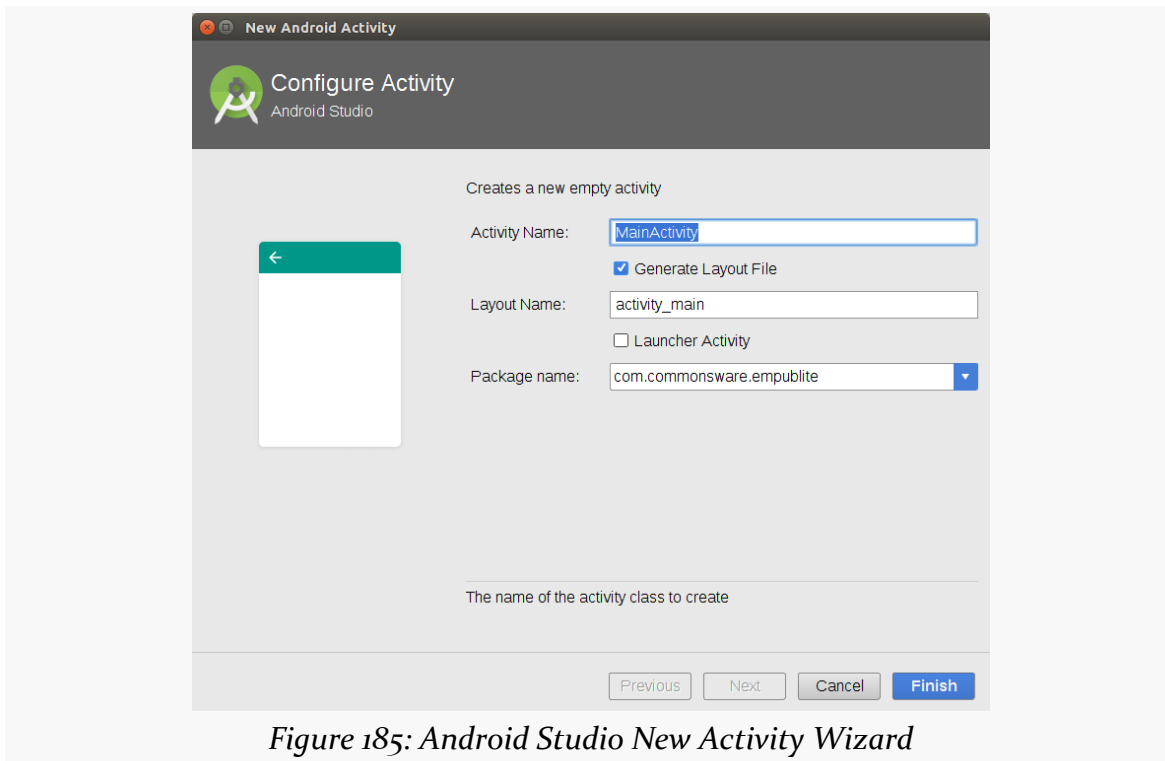 New Android Activity
Configure Activity
Android Studio
Creates a new empty activity
Activity Name: MainActivity
Generate Layout File
Layout Name: activity_main
Launcher Activity
Package name: com.commonsware.empublite
The name of the activity class to create
Previous Next Cancel Finish
Figure 185: Android Studio New Activity Wizard